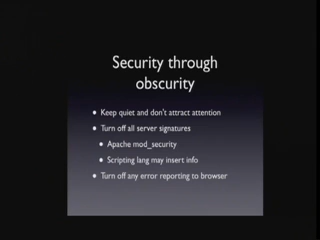 Security through
obscurity
• Keep quiet and don't attract attention
• Turn off all server signatures
• Apache mod_security
• Scripting lang may insert info
• Turn off any error reporting to browser